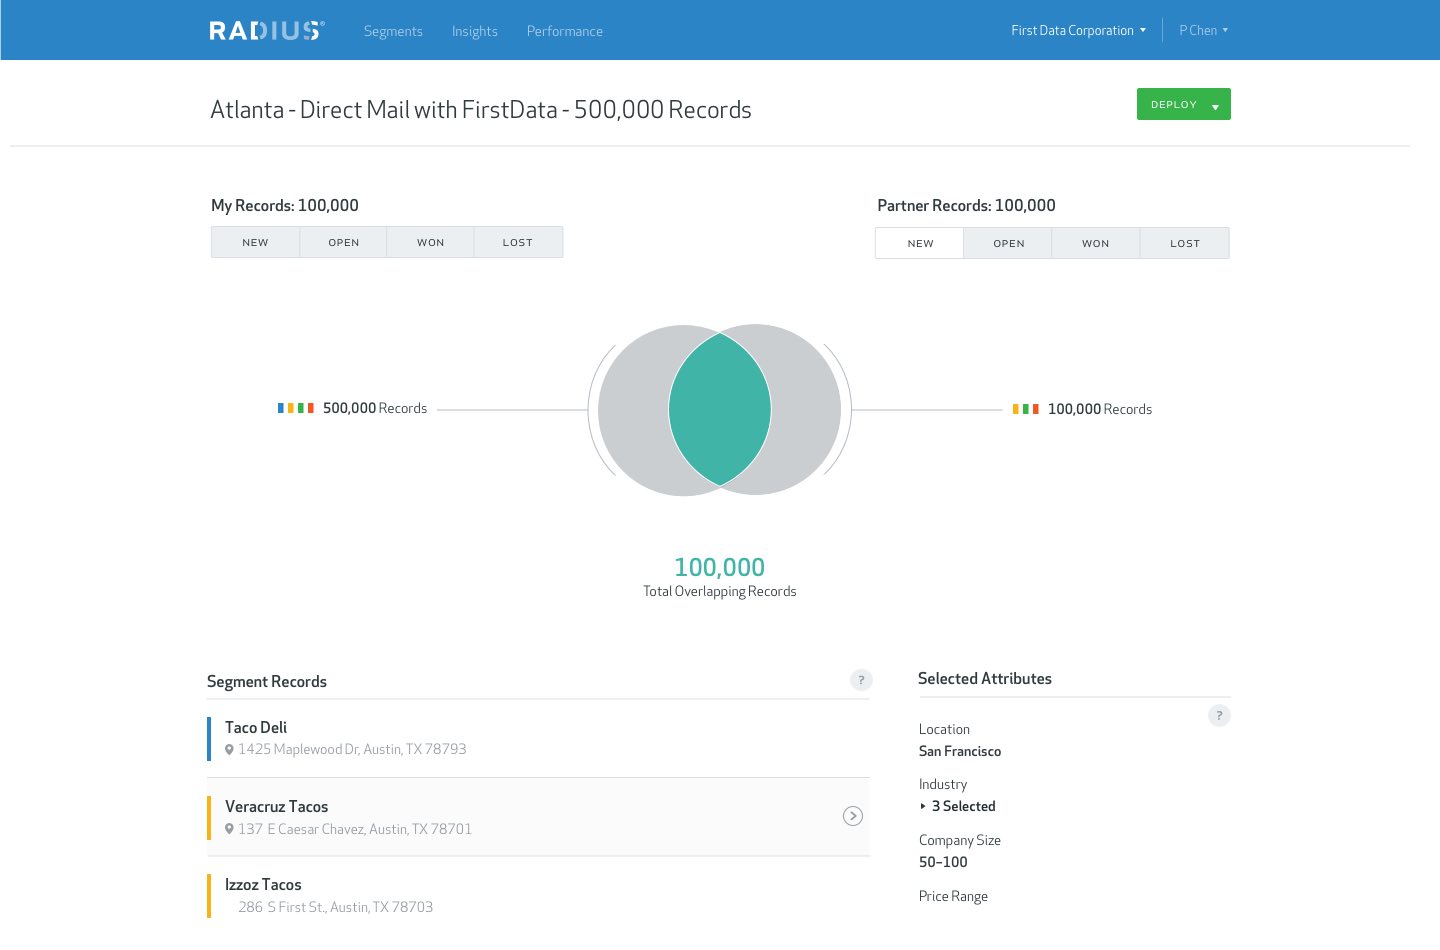 RADIUS®
Segments
Insights
Performance
First Data Corporation
P Chen
Atlanta - Direct Mail with FirstData - 500,000 Records
DEPLOY
My Records: 100,000
NEW
OPEN
WON
LOST
Partner Records: 100,000
NEW
OPEN
WON
LOST
500,000 Records
100,000 Records
100,000
Total Overlapping Records
Segment Records
?
Taco Deli
1425 Maplewood Dr, Austin, TX 78793
Veracruz Tacos
137 E Caesar Chavez, Austin, TX 78701
Izzoz Tacos
286 S First St., Austin, TX 78703
Selected Attributes
?
Location
San Francisco
Industry
3 Selected
Company Size
50–100
Price Range